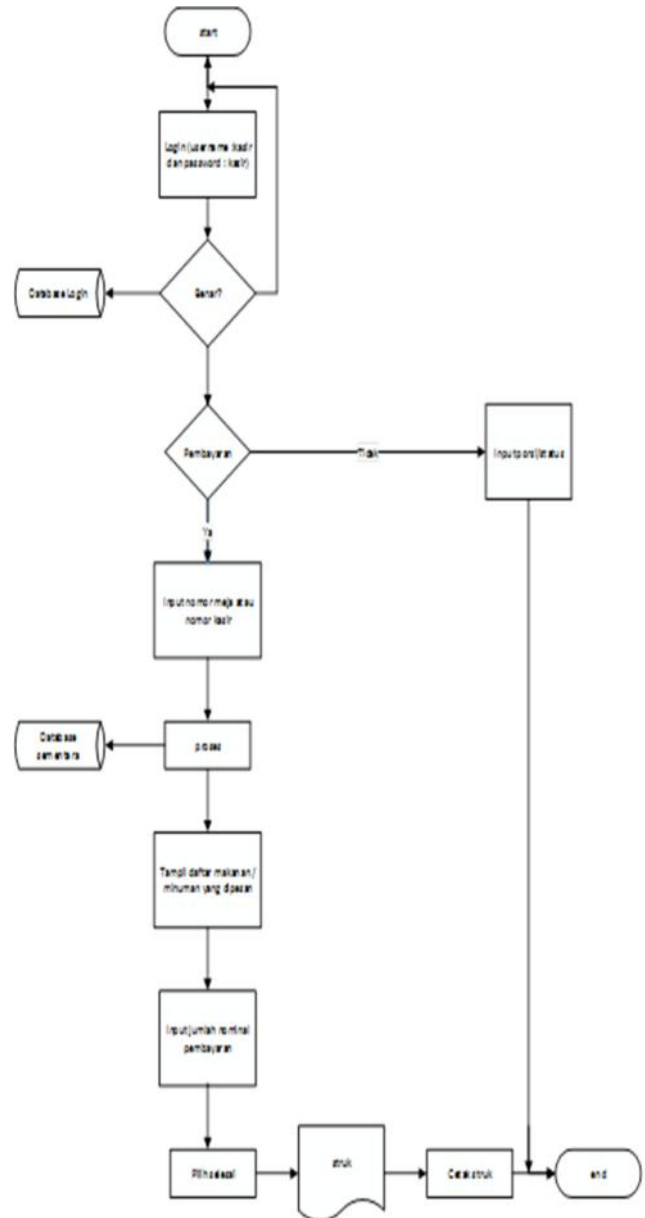 start
Login (username : kasir
dan password : kasir)
Database Login
Benar?
Pembayaran
Tidak
Input porsi/status
Ya
Input nomor meja atau
nomor kasir
Database
sementara
proses
Tampil daftar makanan /
minuman yang dipesan
Input jumlah nominal
pembayaran
Pilih selesai
struk
Cetak struk
end